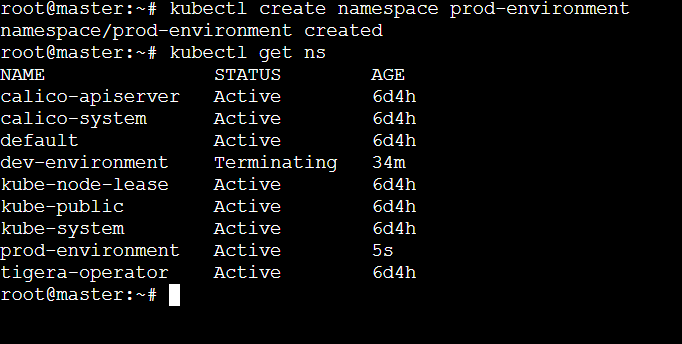 root@master:~# kubectl create namespace prod-environment
namespace/prod-environment created
root@master:~# kubectl get ns
NAME STATUS AGE
calico-apiserver Active 6d4h
calico-system Active 6d4h
default Active 6d4h
dev-environment Terminating 34m
kube-node-lease Active 6d4h
kube-public Active 6d4h
kube-system Active 6d4h
prod-environment Active 5s
tigera-operator Active 6d4h
root@master:~#